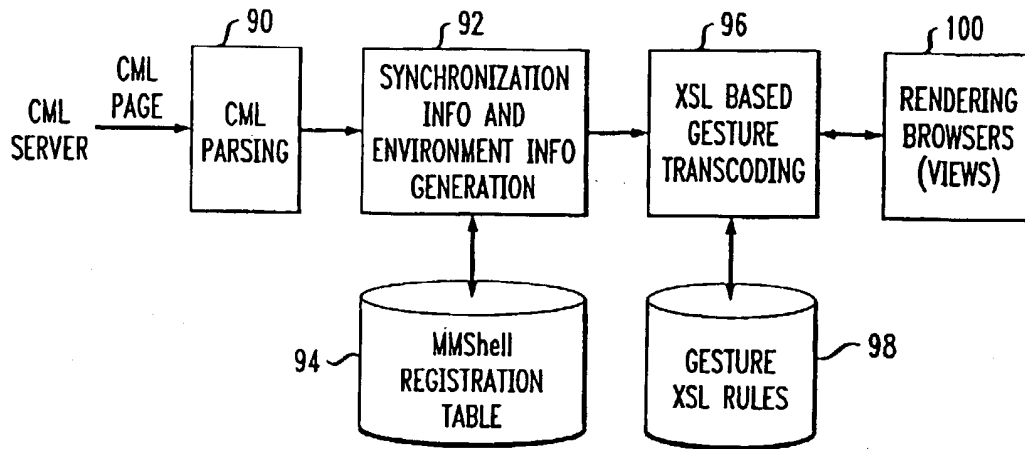 90
92
96
100
CML
PAGE
CML
SERVER
CML
PARSING
SYNCHRONIZATION
INFO AND
ENVIRONMENT INFO
GENERATION
XSL BASED
GESTURE
TRANSCODING
RENDERING
BROWSERS
(VIEWS)
94
MMShell
REGISTRATION
TABLE
GESTURE
XSL RULES
98